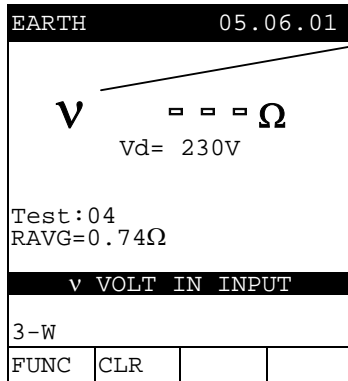 EARTH 05.06.01
ν - - - Ω
Vd= 230V
Test:04
RAVG=0.74Ω
ν VOLT IN INPUT
3-W
FUNC CLR